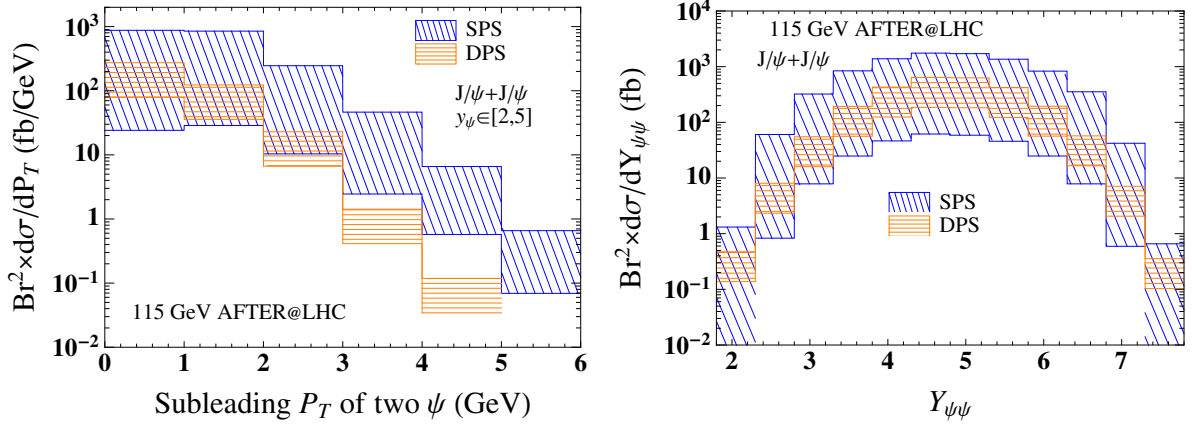 Br²×dσ/dP_T (fb/GeV)
10³
10²
10
1
10⁻¹
10⁻²
SPS
DPS
J/ψ+J/ψ
y_ψ∈[2,5]
115 GeV AFTER@LHC
0 1 2 3 4 5 6
Subleading P_T of two ψ (GeV)
Br²×dσ/dY_ψψ (fb)
10⁴
10³
10²
10
1
10⁻¹
10⁻²
115 GeV AFTER@LHC
J/ψ+J/ψ
SPS
DPS
2 3 4 5 6 7
Y_ψψ